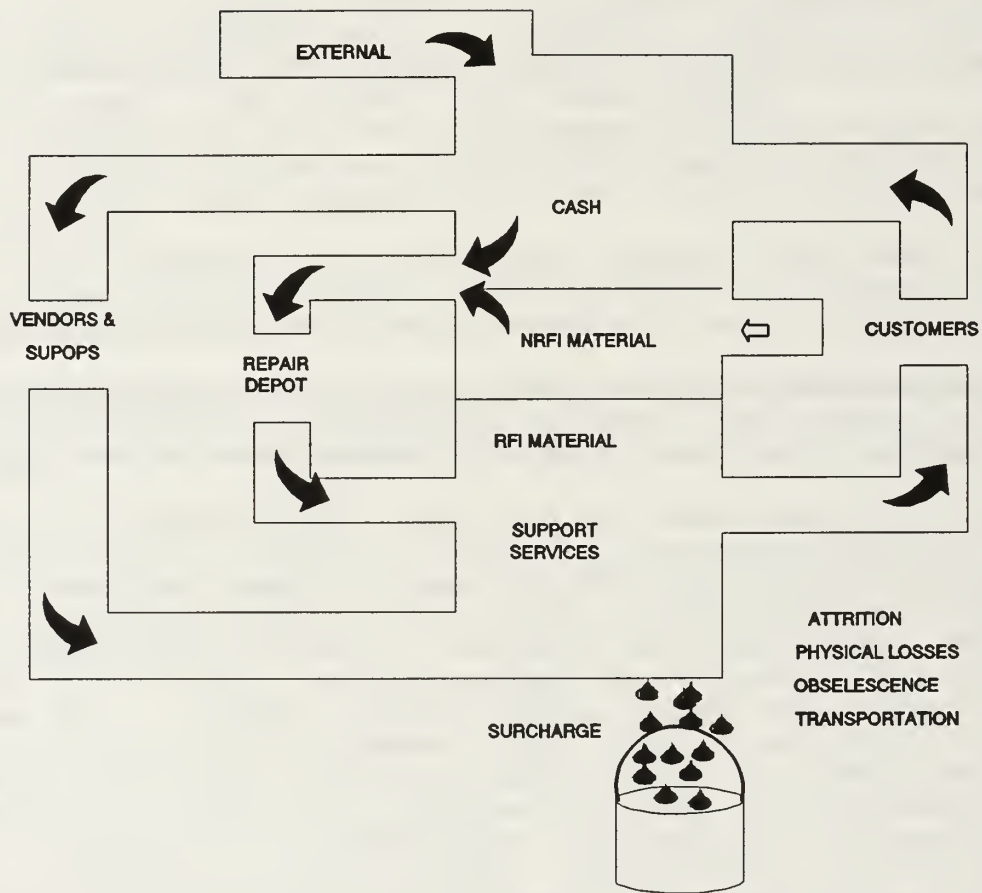 EXTERNAL
CASH
VENDORS &
SUPOPS
REPAIR
DEPOT
NRFI MATERIAL
CUSTOMERS
RFI MATERIAL
SUPPORT
SERVICES
ATTRITION
PHYSICAL LOSSES
OBSELESCENCE
TRANSPORTATION
SURCHARGE